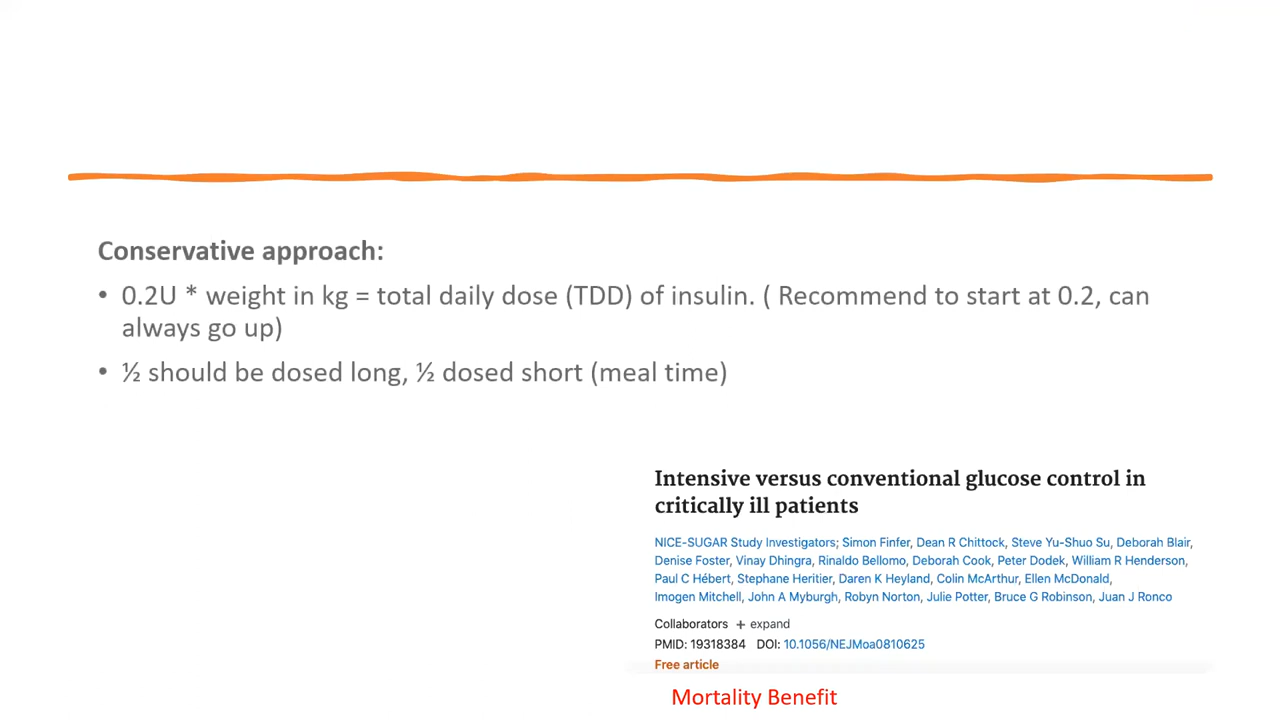 Conservative approach:
• 0.2U * weight in kg = total daily dose (TDD) of insulin. ( Recommend to start at 0.2, can
always go up)
• ½ should be dosed long, ½ dosed short (meal time)
Intensive versus conventional glucose control in
critically ill patients
NICE-SUGAR Study Investigators; Simon Finfer, Dean R Chittock, Steve Yu-Shuo Su, Deborah Blair,
Denise Foster, Vinay Dhingra, Rinaldo Bellomo, Deborah Cook, Peter Dodek, William R Henderson,
Paul C Hébert, Stephane Heritier, Daren K Heyland, Colin McArthur, Ellen McDonald,
Imogen Mitchell, John A Myburgh, Robyn Norton, Julie Potter, Bruce G Robinson, Juan J Ronco
Collaborators + expand
PMID: 19318384 DOI: 10.1056/NEJMoa0810625
Free article
Mortality Benefit